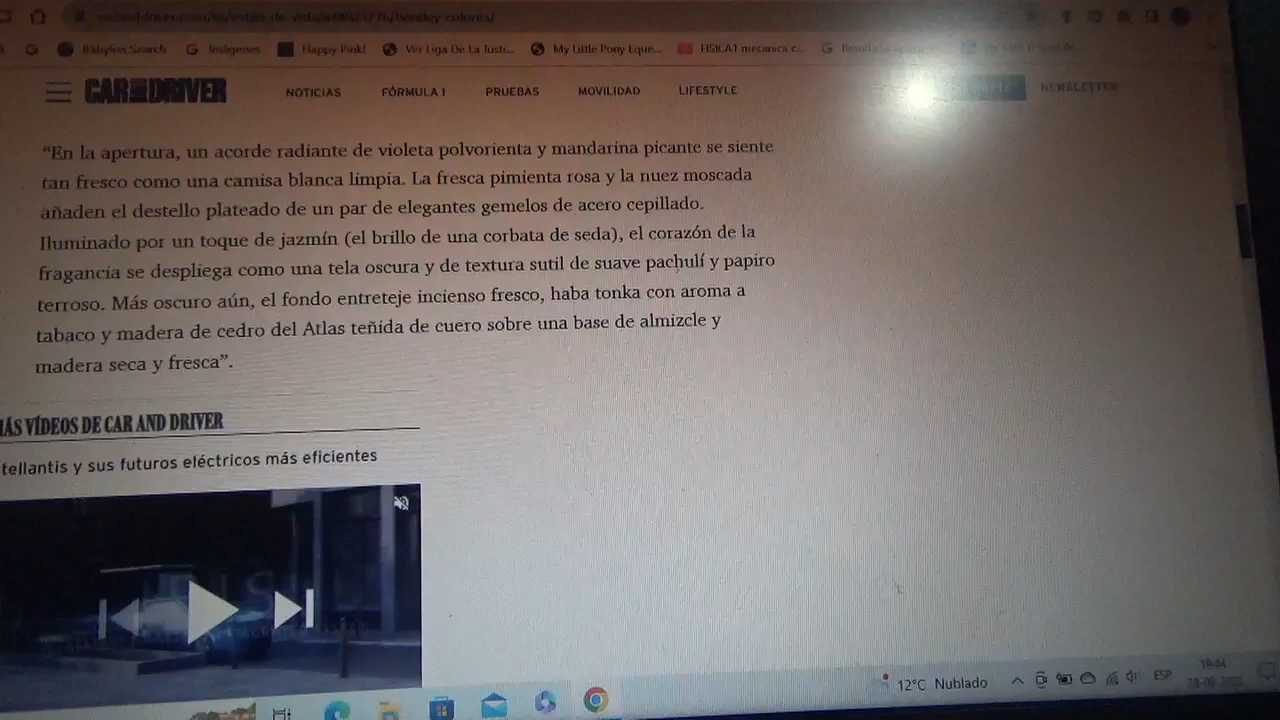 Babylon Search
Imágenes
Happy Pink!
Ver Liga De La Justi...
My Little Pony Eque...
FISICA1 mecanica c...
CAR AND DRIVER
NOTICIAS
FÓRMULA 1
PRUEBAS
MOVILIDAD
LIFESTYLE
NEWSLETTER
“En la apertura, un acorde radiante de violeta polvorienta y mandarina picante se siente
tan fresco como una camisa blanca limpia. La fresca pimienta rosa y la nuez moscada
añaden el destello plateado de un par de elegantes gemelos de acero cepillado.
Iluminado por un toque de jazmín (el brillo de una corbata de seda), el corazón de la
fragancia se despliega como una tela oscura y de textura sutil de suave pachulí y papiro
terroso. Más oscuro aún, el fondo entreteje incienso fresco, haba tonka con aroma a
tabaco y madera de cedro del Atlas teñida de cuero sobre una base de almizcle y
madera seca y fresca”.
ÁS VÍDEOS DE CAR AND DRIVER
tellantis y sus futuros eléctricos más eficientes
12°C Nublado
ESP